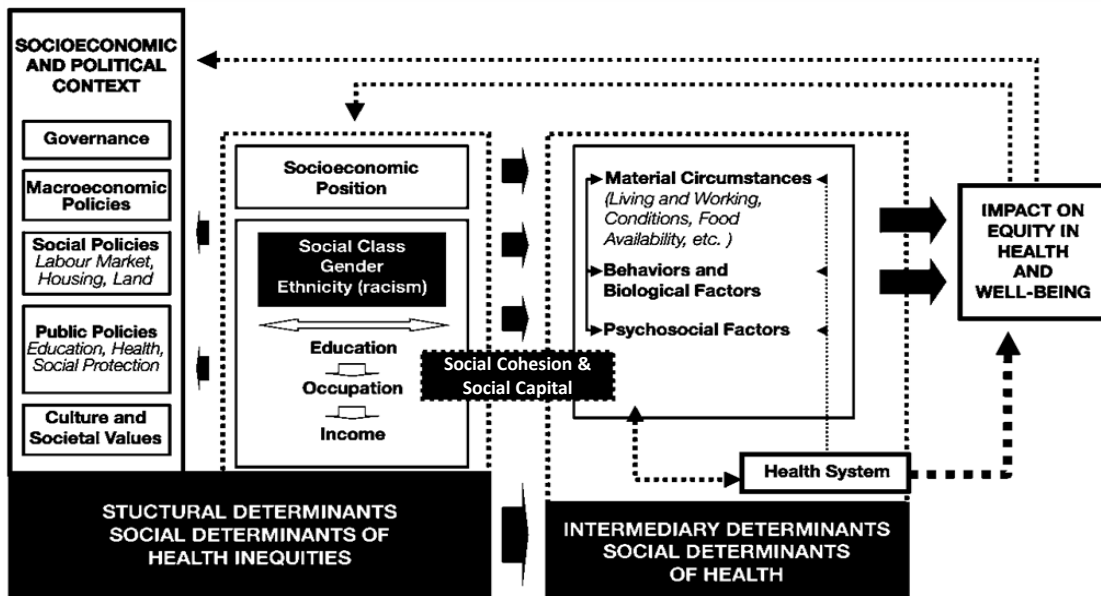 SOCIOECONOMIC
AND POLITICAL
CONTEXT
Governance
Macroeconomic
Policies
Social Policies
Labour Market,
Housing, Land
Public Policies
Education, Health,
Social Protection
Culture and
Societal Values
Socioeconomic
Position
Social Class
Gender
Ethnicity (racism)
Education
Occupation
Income
STUCTURAL DETERMINANTS
SOCIAL DETERMINANTS OF
HEALTH INEQUITIES
Social Cohesion &
Social Capital
Material Circumstances
(Living and Working,
Conditions, Food
Availability, etc. )
Behaviors and
Biological Factors
Psychosocial Factors
Health System
INTERMEDIARY DETERMINANTS
SOCIAL DETERMINANTS
OF HEALTH
IMPACT ON
EQUITY IN
HEALTH
AND
WELL-BEING